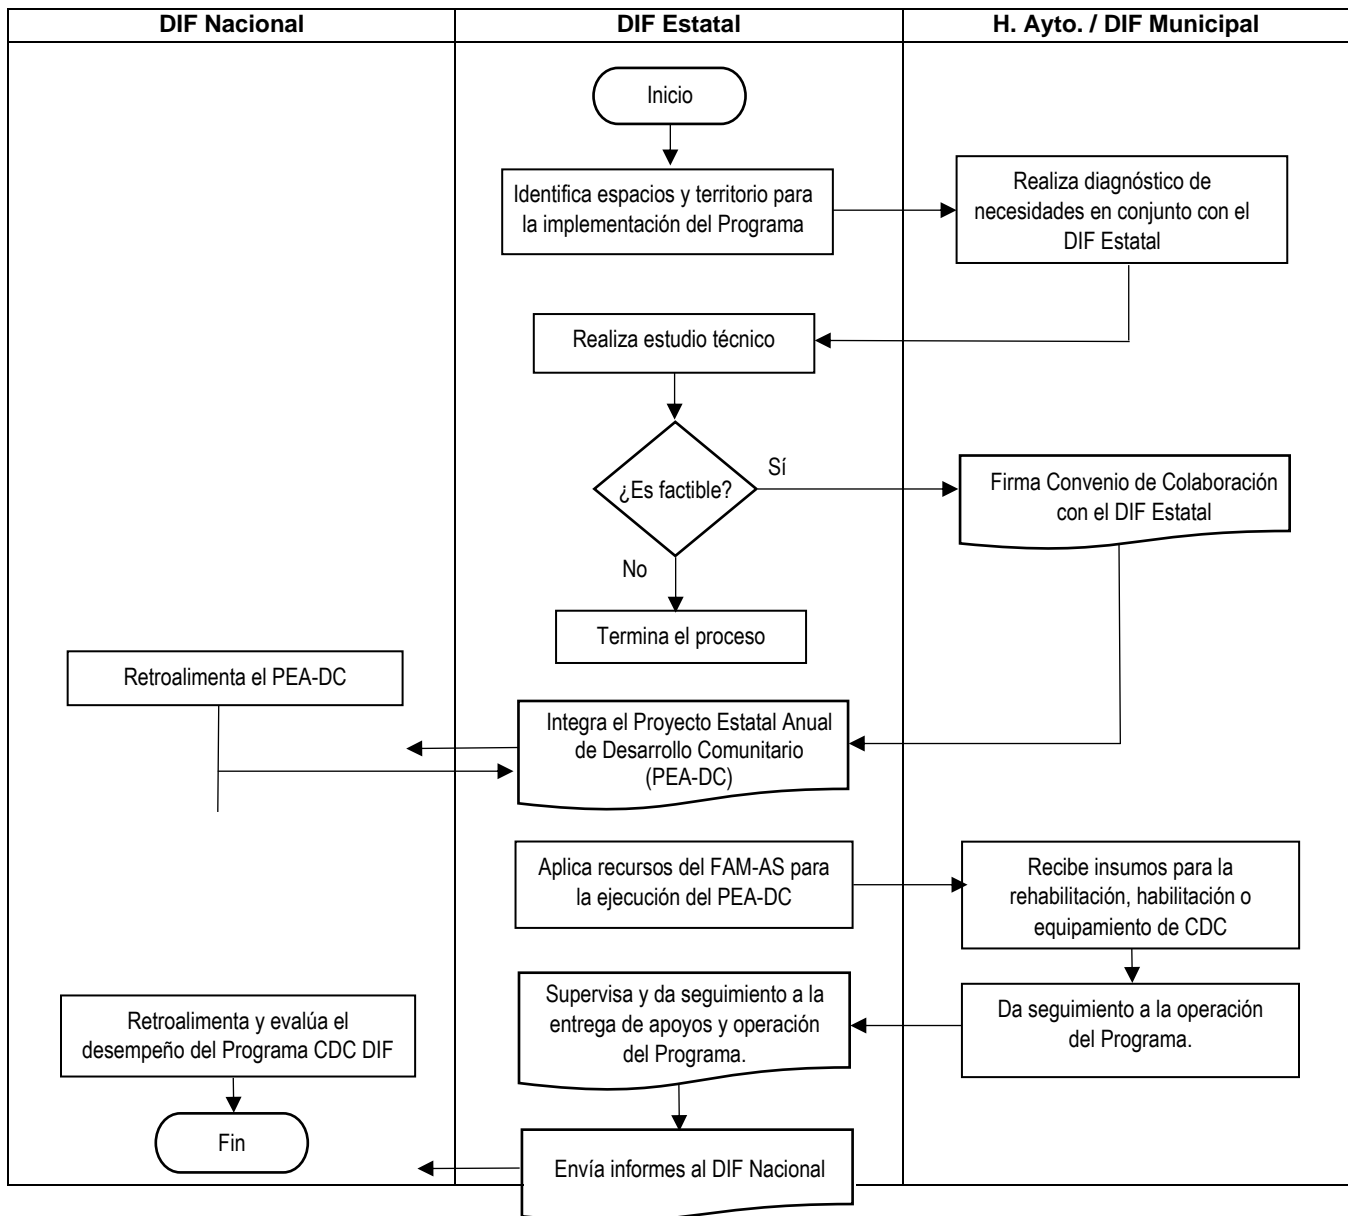 DIF Nacional
DIF Estatal
H. Ayto. / DIF Municipal
Inicio
Identifica espacios y territorio para
la implementación del Programa
Realiza diagnóstico de
necesidades en conjunto con el
DIF Estatal
Realiza estudio técnico
¿Es factible?
Sí
No
Firma Convenio de Colaboración
con el DIF Estatal
Termina el proceso
Retroalimenta el PEA-DC
Integra el Proyecto Estatal Anual
de Desarrollo Comunitario
(PEA-DC)
Aplica recursos del FAM-AS para
la ejecución del PEA-DC
Recibe insumos para la
rehabilitación, habilitación o
equipamiento de CDC
Da seguimiento a la operación
del Programa.
Supervisa y da seguimiento a la
entrega de apoyos y operación
del Programa.
Retroalimenta y evalúa el
desempeño del Programa CDC DIF
Fin
Envía informes al DIF Nacional